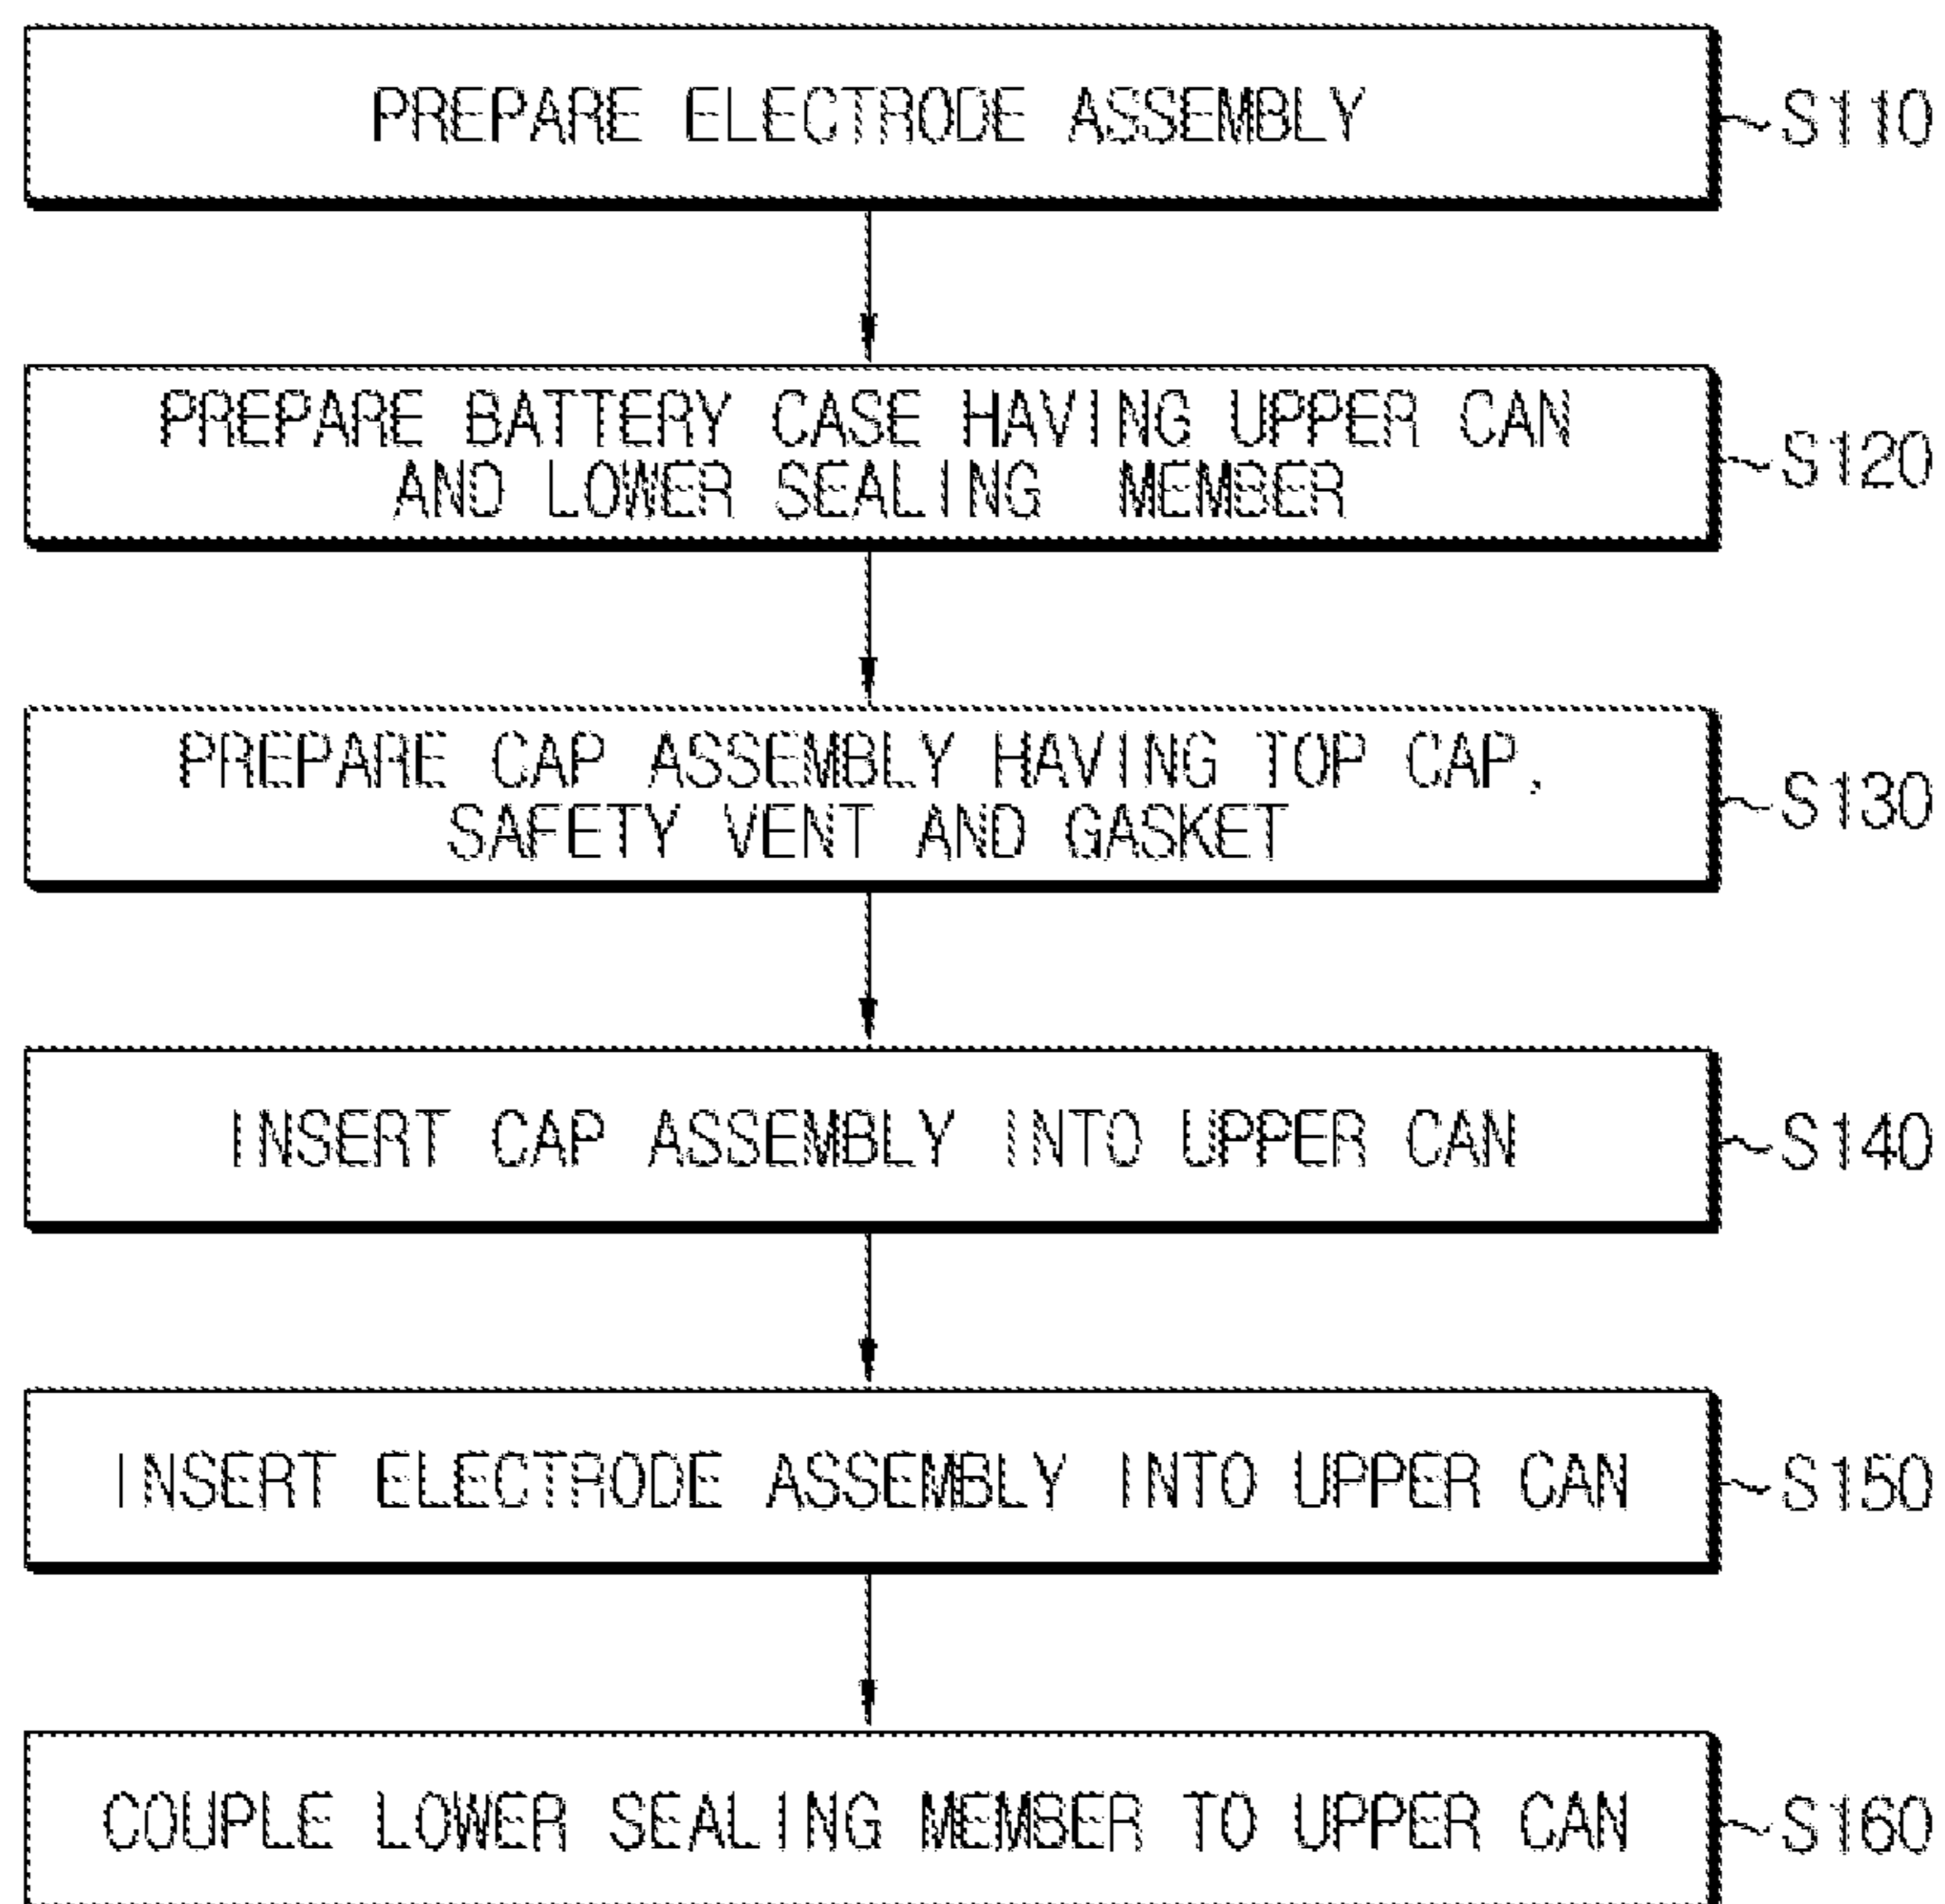 PREPARE ELECTRODE ASSEMBLY
S110
PREPARE BATTERY CASE HAVING UPPER CAN
AND LOWER SEALING MEMBER
S120
PREPARE CAP ASSEMBLY HAVING TOP CAP,
SAFETY VENT AND GASKET
S130
INSERT CAP ASSEMBLY INTO UPPER CAN
S140
INSERT ELECTRODE ASSEMBLY INTO UPPER CAN
S150
COUPLE LOWER SEALING MEMBER TO UPPER CAN
S160